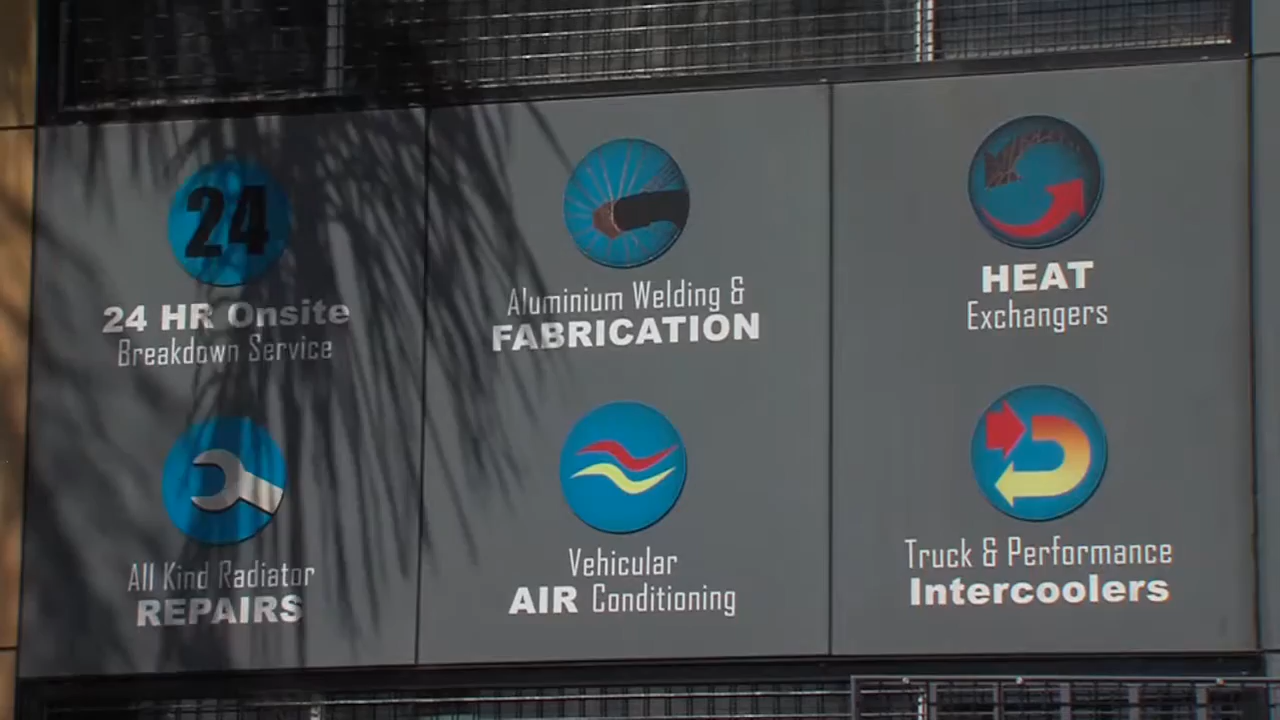 24
24 HR Onsite
Breakdown Service
Aluminium Welding &
FABRICATION
HEAT
Exchangers
All Kind Radiator
REPAIRS
Vehicular
AIR Conditioning
Truck & Performance
Intercoolers